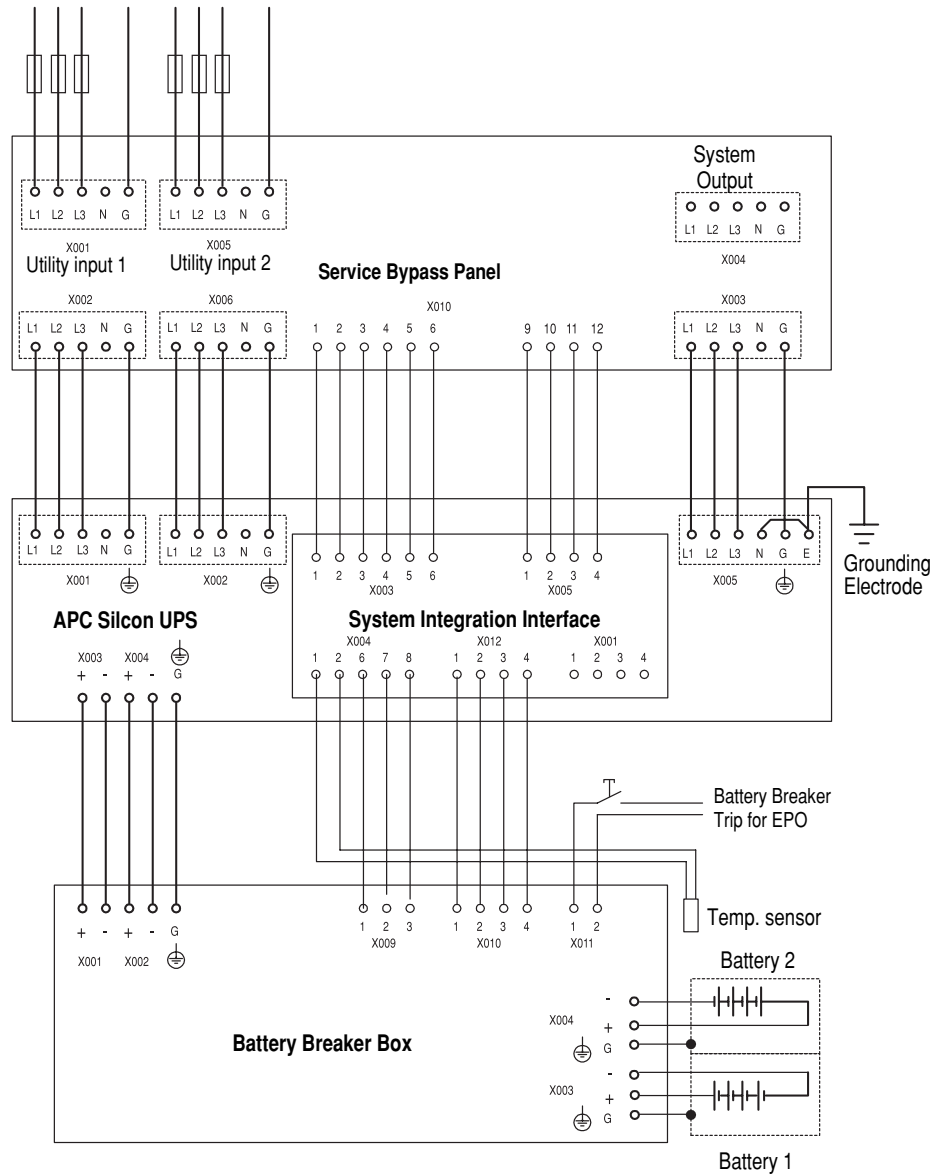 System
Output
L1 L2 L3 N G
L1 L2 L3 N G
L1 L2 L3 N G
X001
X005
X004
Utility input 1
Utility input 2
Service Bypass Panel
X002
X006
X010
X003
L1 L2 L3 N G
L1 L2 L3 N G
1 2 3 4 5 6
9 10 11 12
L1 L2 L3 N G
L1 L2 L3 N G
L1 L2 L3 N G
L1 L2 L3 N G E
X001
X002
X005
Grounding
Electrode
1 2 3 4 5 6
1 2 3 4
X003
X005
APC Silcon UPS
System Integration Interface
X004
X012
X001
1 2 6 7 8
1 2 3 4
1 2 3 4
X003 X004
+ - + - G
Battery Breaker
Trip for EPO
Temp. sensor
1 2 3
1 2 3 4
1 2
X009
X010
X011
+ - + - G
X001 X002
Battery 2
-
X004
+
G
Battery Breaker Box
-
X003
+
G
Battery 1